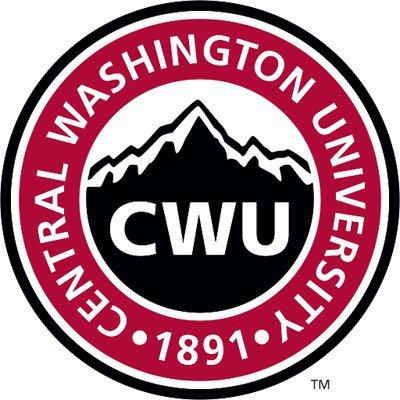 CENTRAL WASHINGTON UNIVERSITY
CWU
• 1891 •
TM